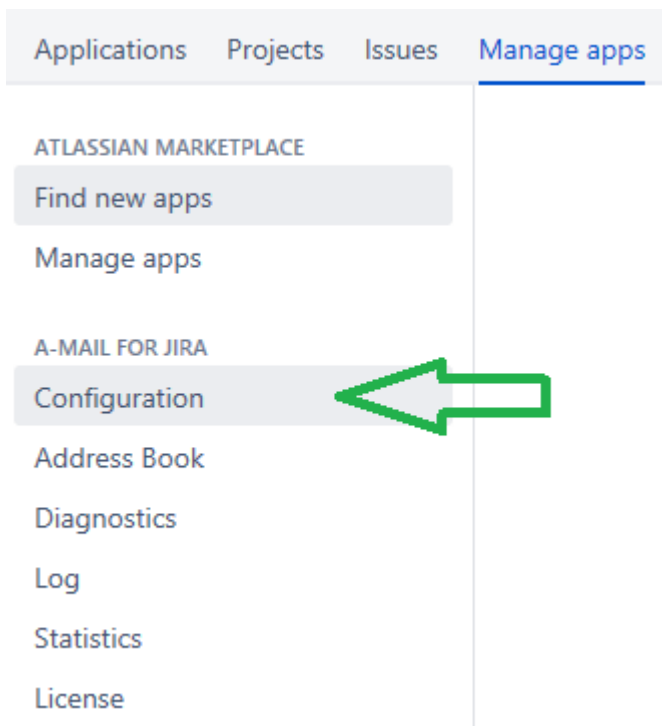 Applications Projects Issues Manage apps
ATLASSIAN MARKETPLACE
Find new apps
Manage apps
A-MAIL FOR JIRA
Configuration
Address Book
Diagnostics
Log
Statistics
License